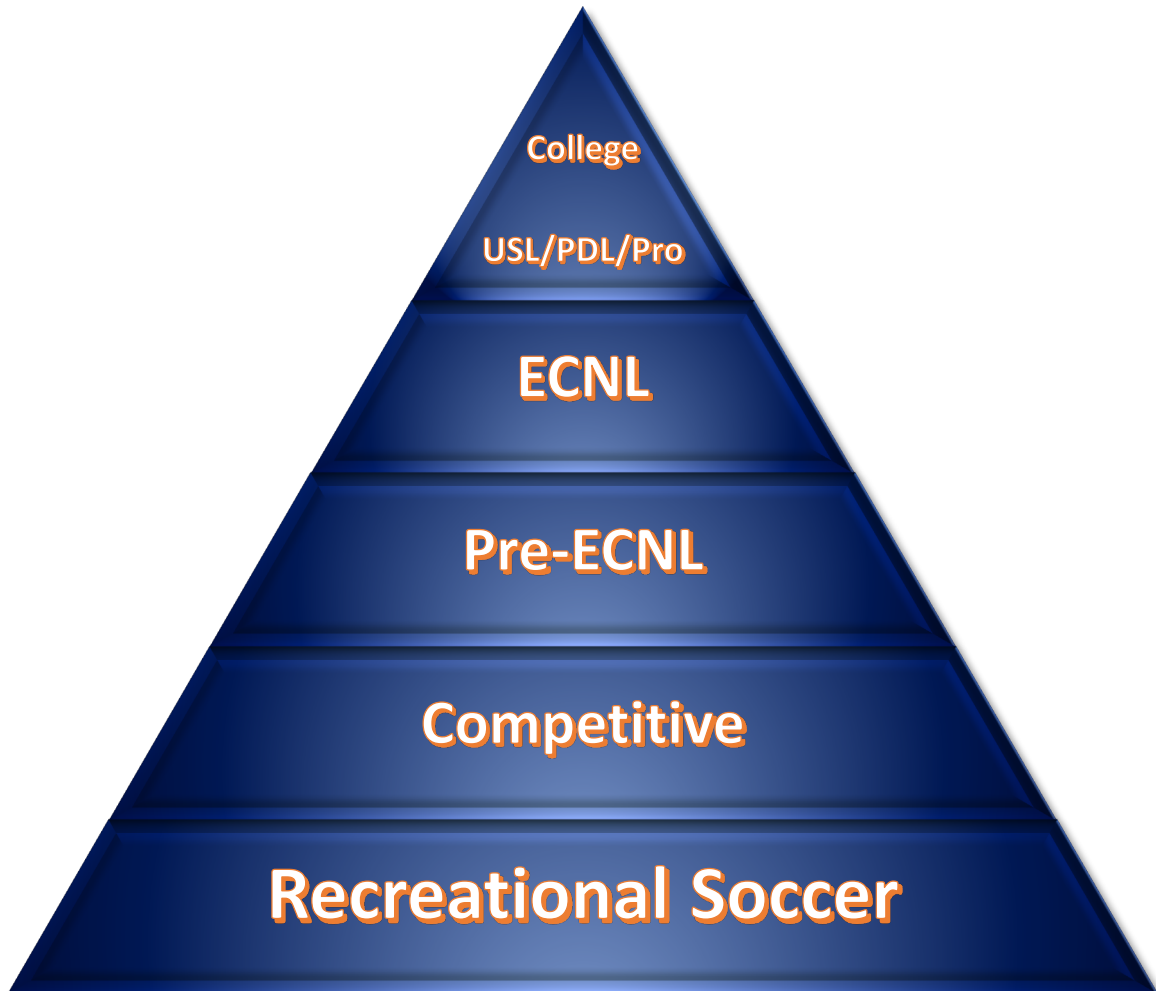 College
USL/PDL/Pro
ECNL
Pre-ECNL
Competitive
Recreational Soccer